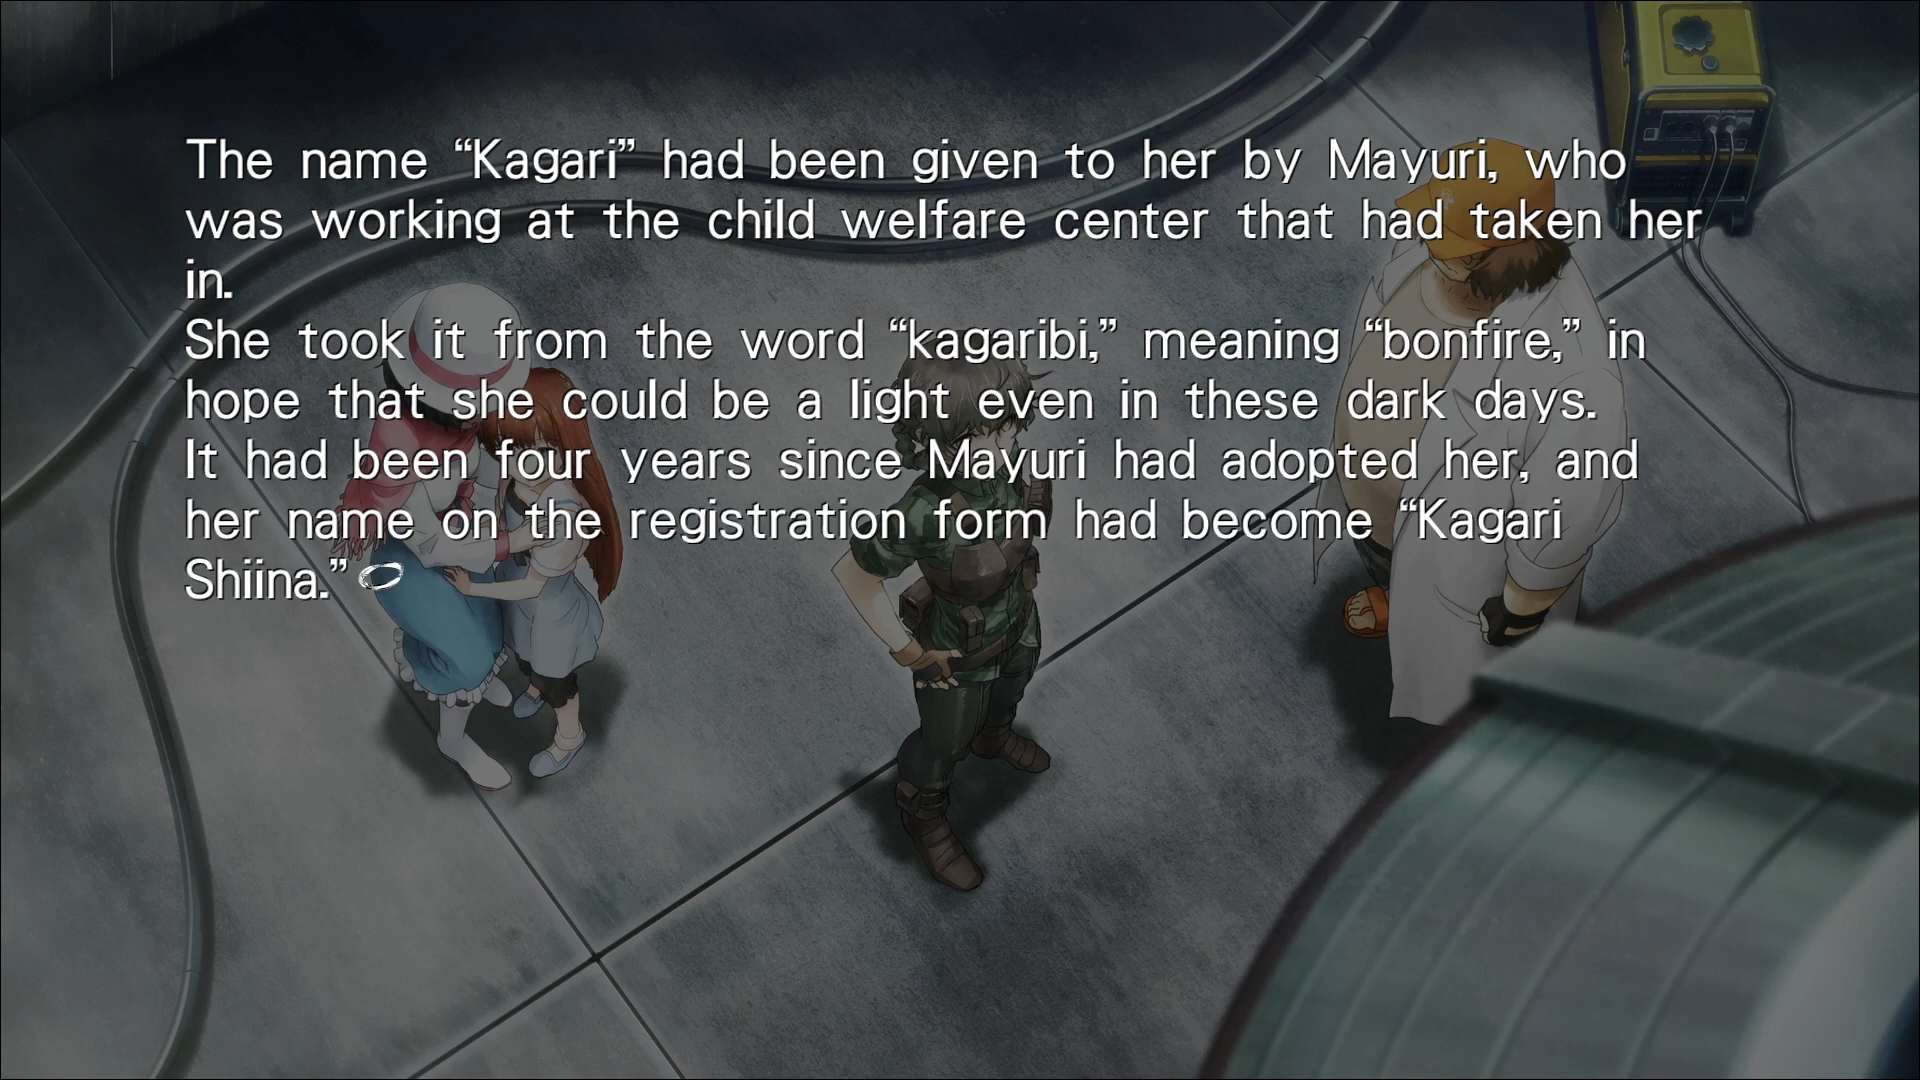 The name “Kagari” had been given to her by Mayuri, who
was working at the child welfare center that had taken her
in.
She took it from the word “kagaribi,” meaning “bonfire,” in
hope that she could be a light even in these dark days.
It had been four years since Mayuri had adopted her, and
her name on the registration form had become “Kagari
Shiina.”